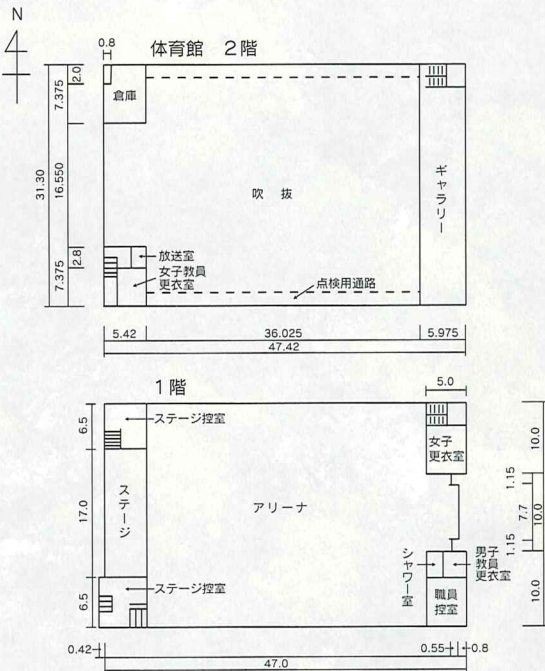 N
体育館 2階
0.8
2.0
7.375
31.30
16.550
2.8
7.375
倉庫
吹抜
ギャラリー
放送室
女子教員
更衣室
点検用通路
5.42
36.025
5.975
47.42
1階
5.0
6.5
17.0
6.5
ステージ控室
ステージ
アリーナ
女子
更衣室
シャワー室
男子
教員
更衣室
職員
控室
ステージ控室
10.0
1.15
7.7
10.0
1.15
10.0
0.42
0.55
0.8
47.0